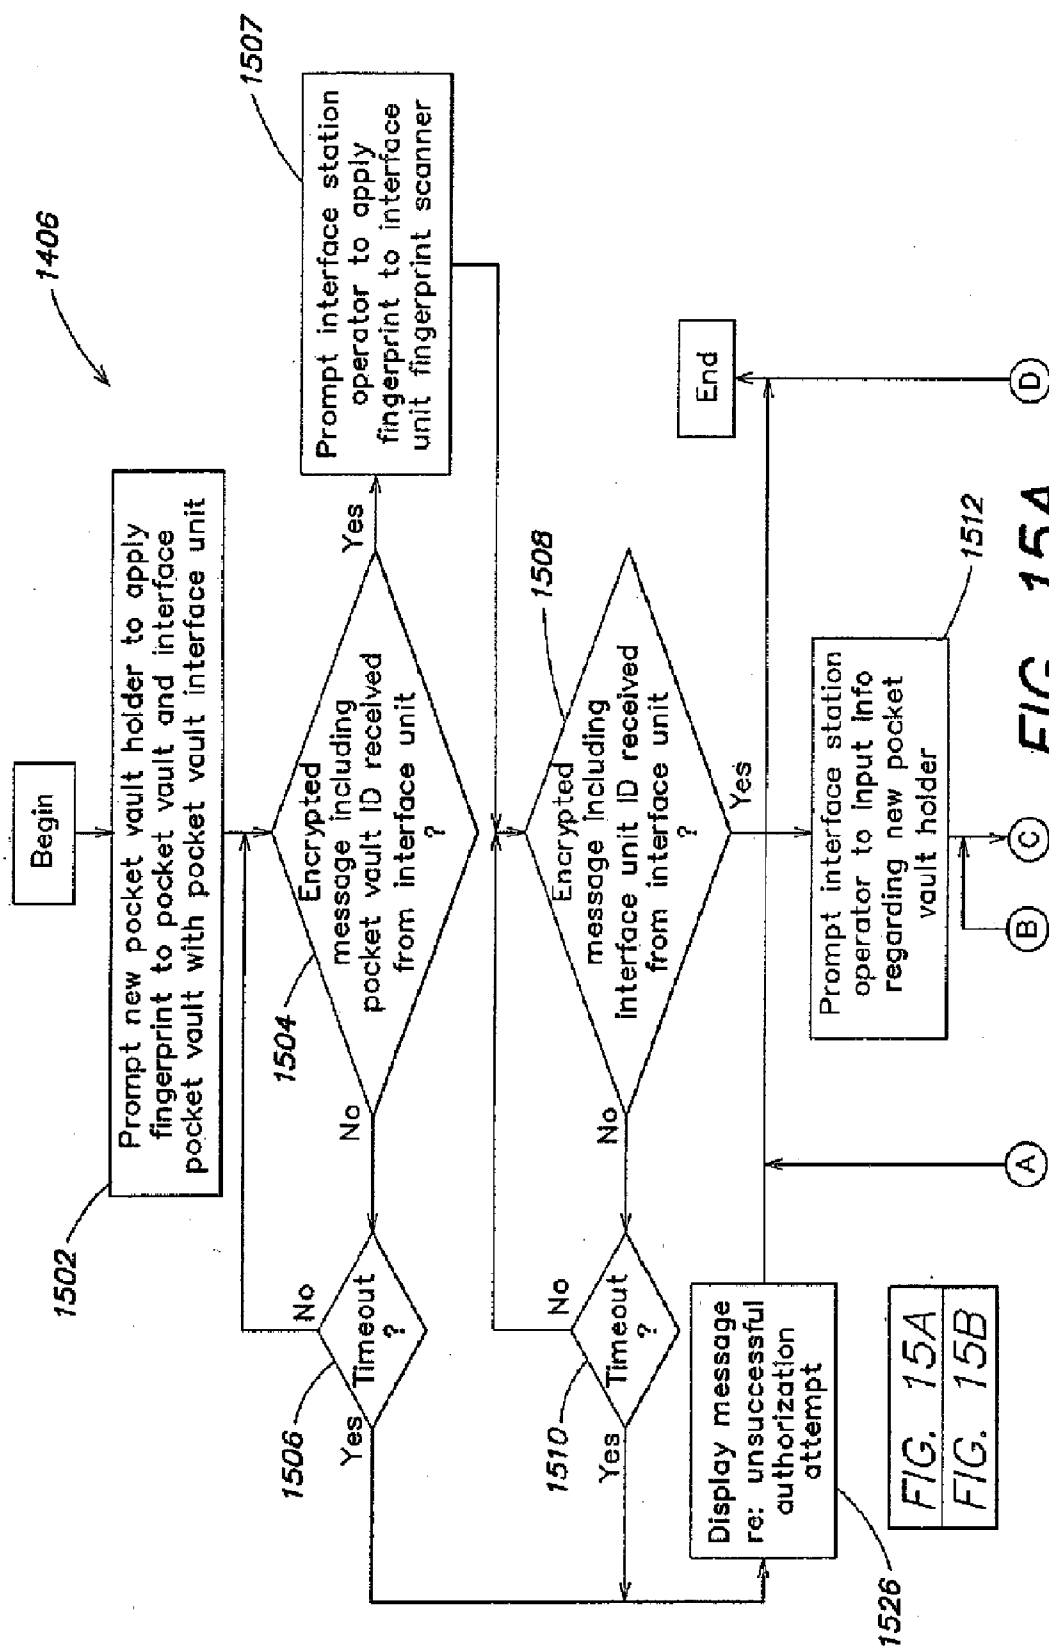 1406
Begin
1502
Prompt new pocket vault holder to apply
fingerprint to pocket vault and interface
pocket vault with pocket vault interface unit
1504
Encrypted
message including
pocket vault ID received
from interface unit
?
Yes
No
1506
Timeout
?
No
Yes
1507
Prompt interface station
operator to apply
fingerprint to interface
unit fingerprint scanner
1508
Encrypted
message including
interface unit ID received
from interface unit
?
Yes
No
1510
Timeout
?
No
Yes
1526
Display message
re: unsuccessful
authorization
attempt
1512
Prompt interface station
operator to input info
regarding new pocket
vault holder
End
A
B
C
D
FIG. 15A
FIG. 15B
FIG. 15A